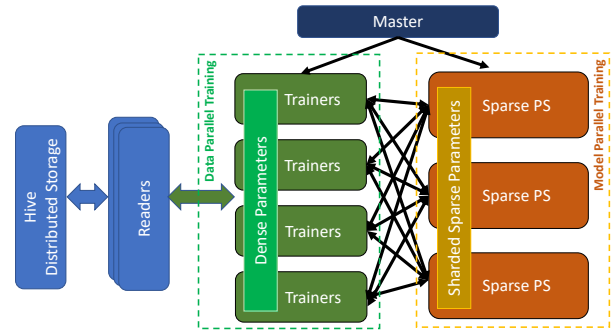 Master
Data Parallel Training
Model Parallel Training
Hive
Distributed Storage
Readers
Dense Parameters
Trainers
Trainers
Trainers
Trainers
Sharded Sparse Parameters
Sparse PS
Sparse PS
Sparse PS